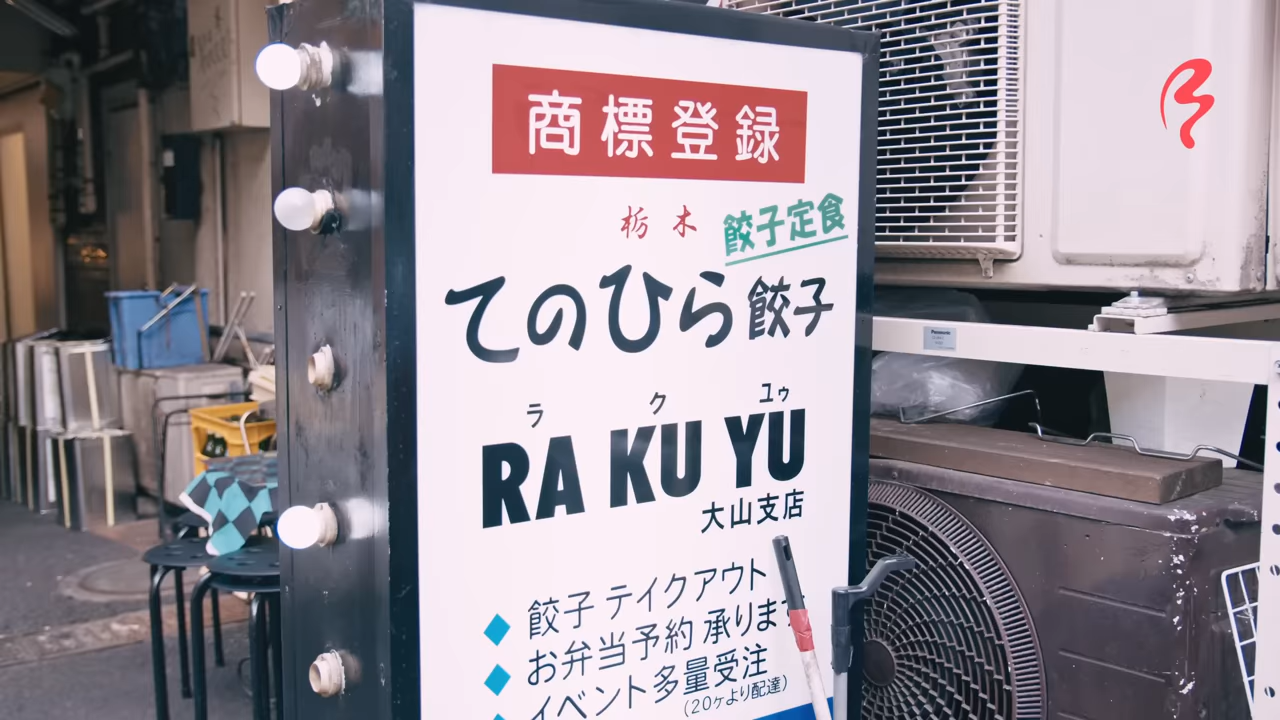 商標登録
栃木
餃子定食
てのひら餃子
ラクユゥ
RA KU YU
大山支店
餃子 テイクアウト
お弁当予約 承ります
イベント多量受注
(20ヶより配達)
Panasonic